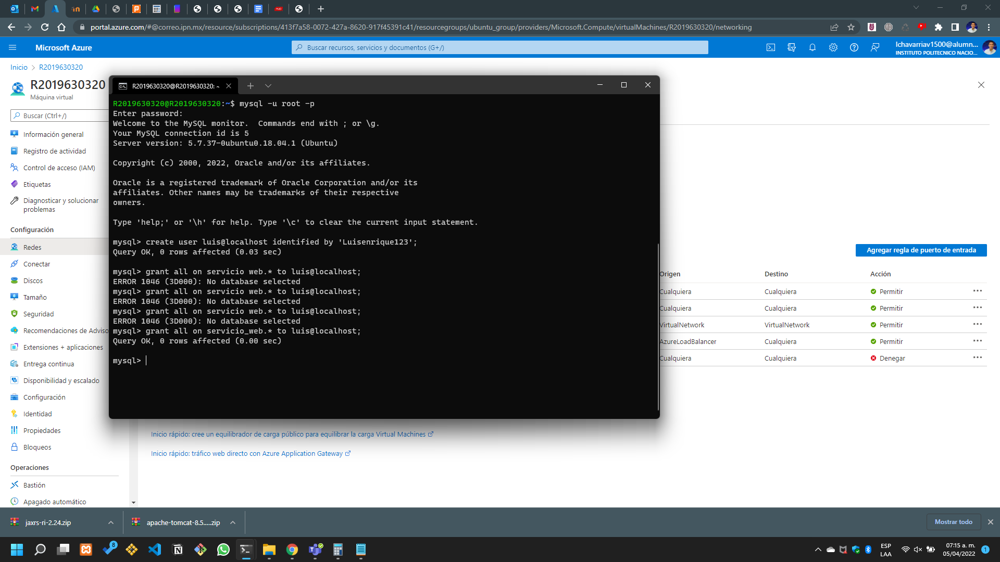 portal.azure.com/#@correo.ipn.mx/resource/subscriptions/413f7a58-0072-427a-8620-917f45391c41/resourcegroups/ubuntu_group/providers/Microsoft.Compute/virtualMachines/R2019630320/networking
Microsoft Azure
Buscar recursos, servicios y documentos (G+/)
lchavarriav1500@alumn...
INSTITUTO POLITECNICO NACIO...
Inicio
R2019630320
R2019630320
Máquina virtual
Buscar (Ctrl+/)
Información general
Registro de actividad
Control de acceso (IAM)
Etiquetas
Diagnosticar y solucionar
problemas
Configuración
Redes
Conectar
Discos
Tamaño
Seguridad
Recomendaciones de Adviso
Extensiones + aplicaciones
Entrega continua
Disponibilidad y escalado
Configuración
Identidad
Propiedades
Bloqueos
Operaciones
Bastión
Apagado automático
R2019630320@R2019630320: ~
R2019630320@R2019630320:~$ mysql -u root -p
Enter password:
Welcome to the MySQL monitor.  Commands end with ; or \g.
Your MySQL connection id is 5
Server version: 5.7.37-0ubuntu0.18.04.1 (Ubuntu)
Copyright (c) 2000, 2022, Oracle and/or its affiliates.
Oracle is a registered trademark of Oracle Corporation and/or its
affiliates. Other names may be trademarks of their respective
owners.
Type 'help;' or '\h' for help. Type '\c' to clear the current input statement.
mysql> create user luis@localhost identified by 'Luisenrique123';
Query OK, 0 rows affected (0.03 sec)
mysql> grant all on servicio web.* to luis@localhost;
ERROR 1046 (3D000): No database selected
mysql> grant all on servicio web.* to luis@localhost;
ERROR 1046 (3D000): No database selected
mysql> grant all on servicio web.* to luis@localhost;
ERROR 1046 (3D000): No database selected
mysql> grant all on servicio_web.* to luis@localhost;
Query OK, 0 rows affected (0.00 sec)
mysql>
Agregar regla de puerto de entrada
Origen Destino Acción
Cualquiera Cualquiera Permitir
Cualquiera Cualquiera Permitir
VirtualNetwork VirtualNetwork Permitir
AzureLoadBalancer Cualquiera Permitir
Cualquiera Cualquiera Denegar
Inicio rápido: cree un equilibrador de carga público para equilibrar la carga Virtual Machines
Inicio rápido: tráfico web directo con Azure Application Gateway
jaxrs-ri-2.24.zip
apache-tomcat-8.5.....zip
Mostrar todo
8
ESP
LAA
07:15 a. m.
05/04/2022
1